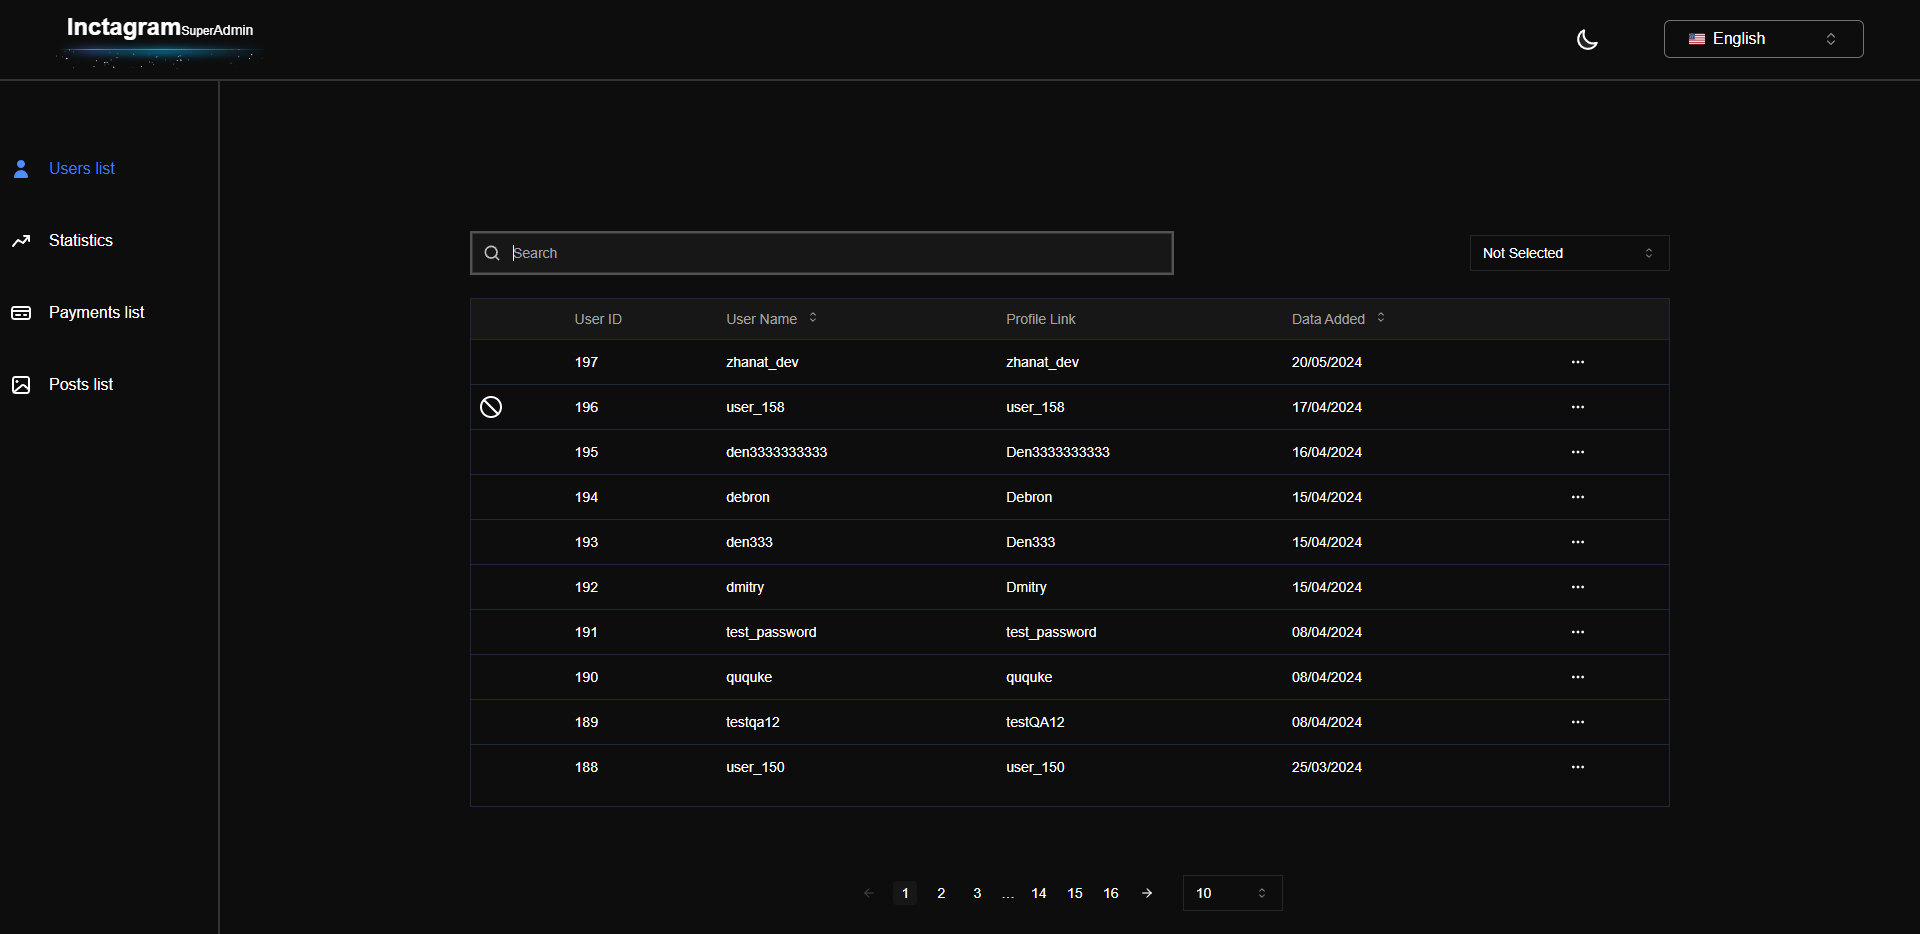 Inctagram SuperAdmin
English
Users list
Statistics
Payments list
Posts list
Search
Not Selected
User ID User Name Profile Link Data Added
197 zhanat_dev zhanat_dev 20/05/2024 ...
196 user_158 user_158 17/04/2024 ...
195 den3333333333 Den3333333333 16/04/2024 ...
194 debron Debron 15/04/2024 ...
193 den333 Den333 15/04/2024 ...
192 dmitry Dmitry 15/04/2024 ...
191 test_password test_password 08/04/2024 ...
190 ququke ququke 08/04/2024 ...
189 testqa12 testQA12 08/04/2024 ...
188 user_150 user_150 25/03/2024 ...
1 2 3 ... 14 15 16 10